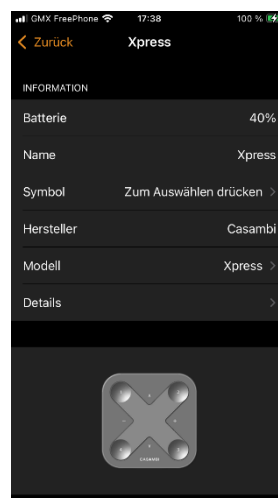 GMX FreePhone 17:38 100 %
Zurück Xpress
INFORMATION
Batterie 40%
Name Xpress
Symbol Zum Auswählen drücken
Hersteller Casambi
Modell Xpress
Details
CASAMBI